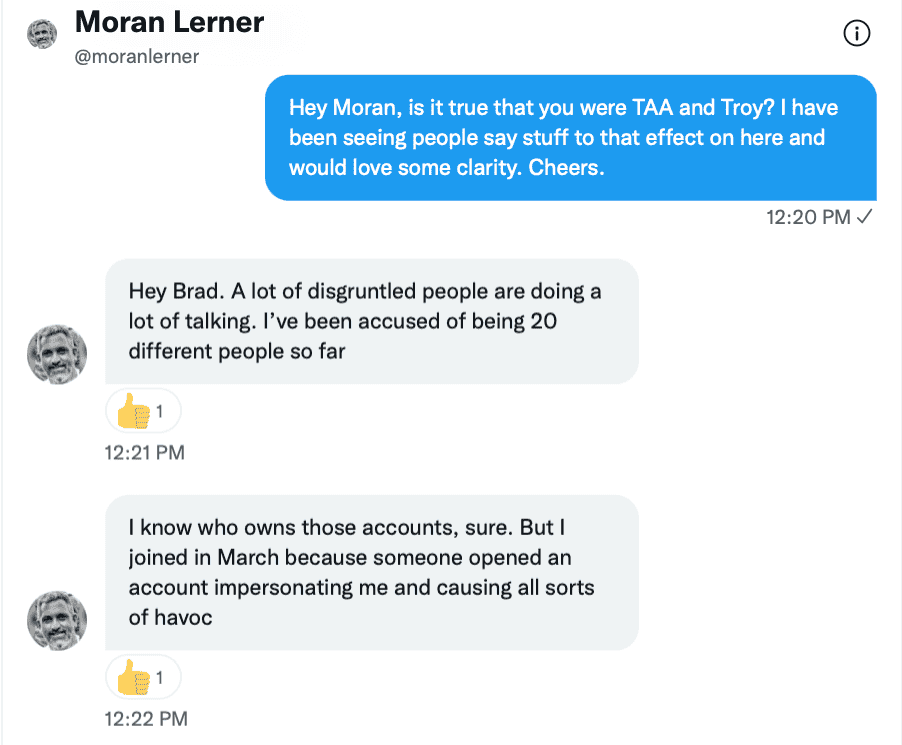 Moran Lerner
@moranlerner
Hey Moran, is it true that you were TAA and Troy? I have
been seeing people say stuff to that effect on here and
would love some clarity. Cheers.
12:20 PM ✓
Hey Brad. A lot of disgruntled people are doing a
lot of talking. I’ve been accused of being 20
different people so far
1
12:21 PM
I know who owns those accounts, sure. But I
joined in March because someone opened an
account impersonating me and causing all sorts
of havoc
1
12:22 PM